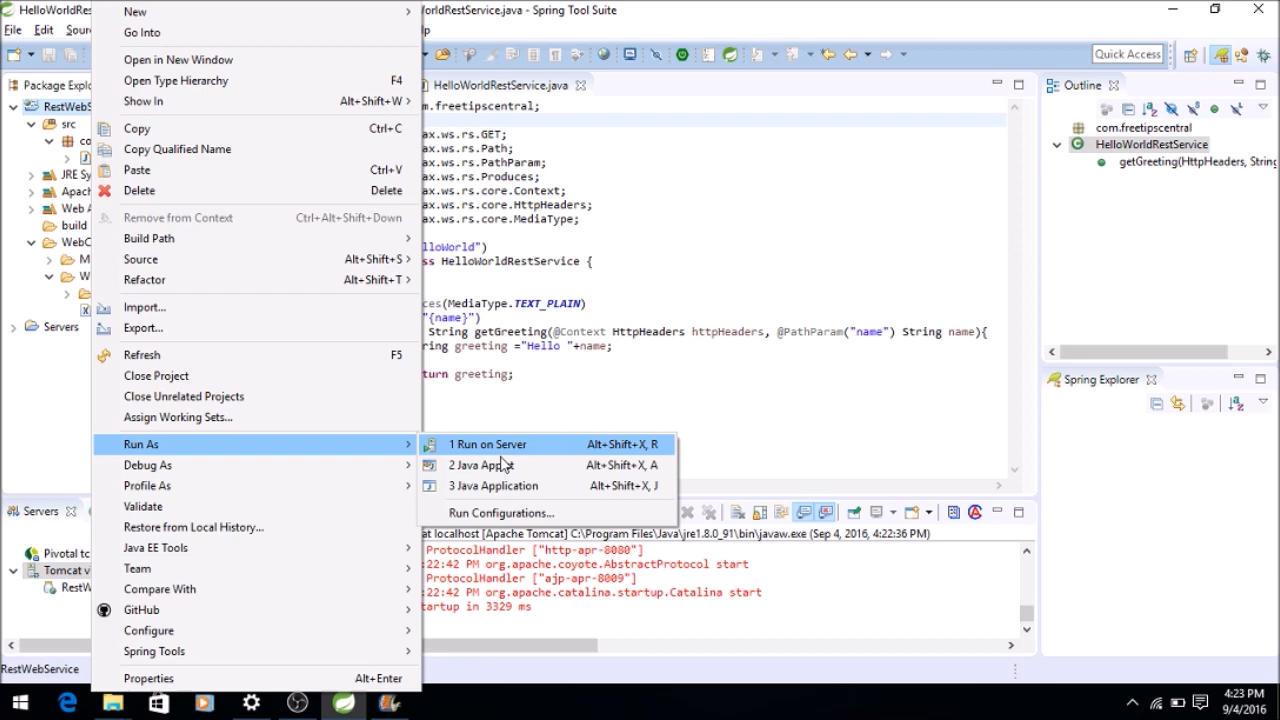 HelloWorldRes
HelloWorldRestService.java - Spring Tool Suite
File Edit Sour
lp
Quick Access
Package Explo
HelloWorldRestService.java
RestWebS
src
co
JRE Sy
Apac
Web A
build
WebC
M
W
Servers
New
Go Into
Open in New Window
Open Type Hierarchy F4
Show In Alt+Shift+W
Copy Ctrl+C
Copy Qualified Name
Paste Ctrl+V
Delete Delete
Remove from Context Ctrl+Alt+Shift+Down
Build Path
Source Alt+Shift+S
Refactor Alt+Shift+T
Import...
Export...
Refresh F5
Close Project
Close Unrelated Projects
Assign Working Sets...
Run As
Debug As
Profile As
Validate
Restore from Local History...
Java EE Tools
Team
Compare With
GitHub
Configure
Spring Tools
Properties Alt+Enter
1 Run on Server Alt+Shift+X, R
2 Java Applet Alt+Shift+X, A
3 Java Application Alt+Shift+X, J
Run Configurations...
m.freetipscentral;
ax.ws.rs.GET;
ax.ws.rs.Path;
ax.ws.rs.PathParam;
ax.ws.rs.Produces;
ax.ws.rs.core.Context;
ax.ws.rs.core.HttpHeaders;
ax.ws.rs.core.MediaType;
lloWorld")
ss HelloWorldRestService {
ces(MediaType.TEXT_PLAIN)
"{name}")
String getGreeting(@Context HttpHeaders httpHeaders, @PathParam("name") String name){
ring greeting ="Hello "+name;
turn greeting;
Outline
com.freetipscentral
HelloWorldRestService
getGreeting(HttpHeaders, String
Spring Explorer
Servers
Pivotal tc
Tomcat v
RestW
at localhost [Apache Tomcat] C:\Program Files\Java\jre1.8.0_91\bin\javaw.exe (Sep 4, 2016, 4:22:36 PM)
ProtocolHandler ["http-apr-8080"]
:22:42 PM org.apache.coyote.AbstractProtocol start
ProtocolHandler ["ajp-apr-8009"]
:22:42 PM org.apache.catalina.startup.Catalina start
tartup in 3329 ms
RestWebService
4:23 PM
9/4/2016